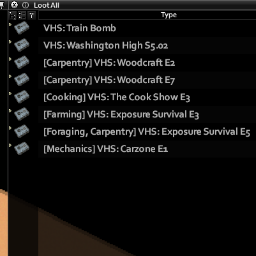 Loot All
Type
VHS: Train Bomb
VHS: Washington High S5.02
[Carpentry] VHS: Woodcraft E2
[Carpentry] VHS: Woodcraft E7
[Cooking] VHS: The Cook Show E3
[Farming] VHS: Exposure Survival E3
[Foraging, Carpentry] VHS: Exposure Survival E5
[Mechanics] VHS: Carzone E1